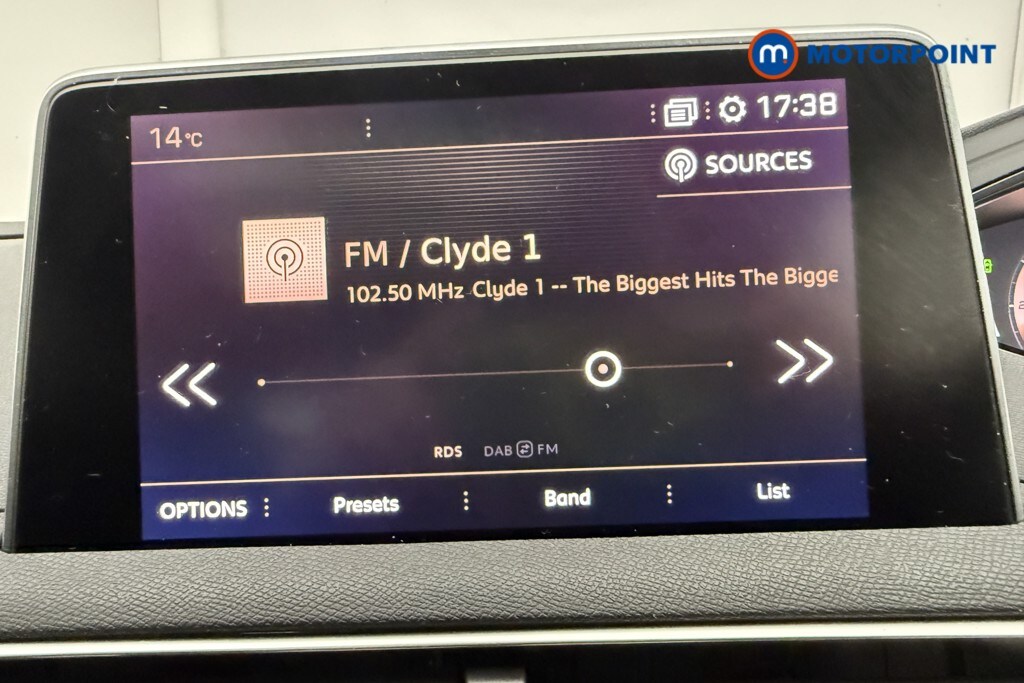 m MOTORPOINT
14°C
17:38
SOURCES
FM / Clyde 1
102.50 MHz Clyde 1 -- The Biggest Hits The Bigge
RDS DAB FM
OPTIONS Presets Band List